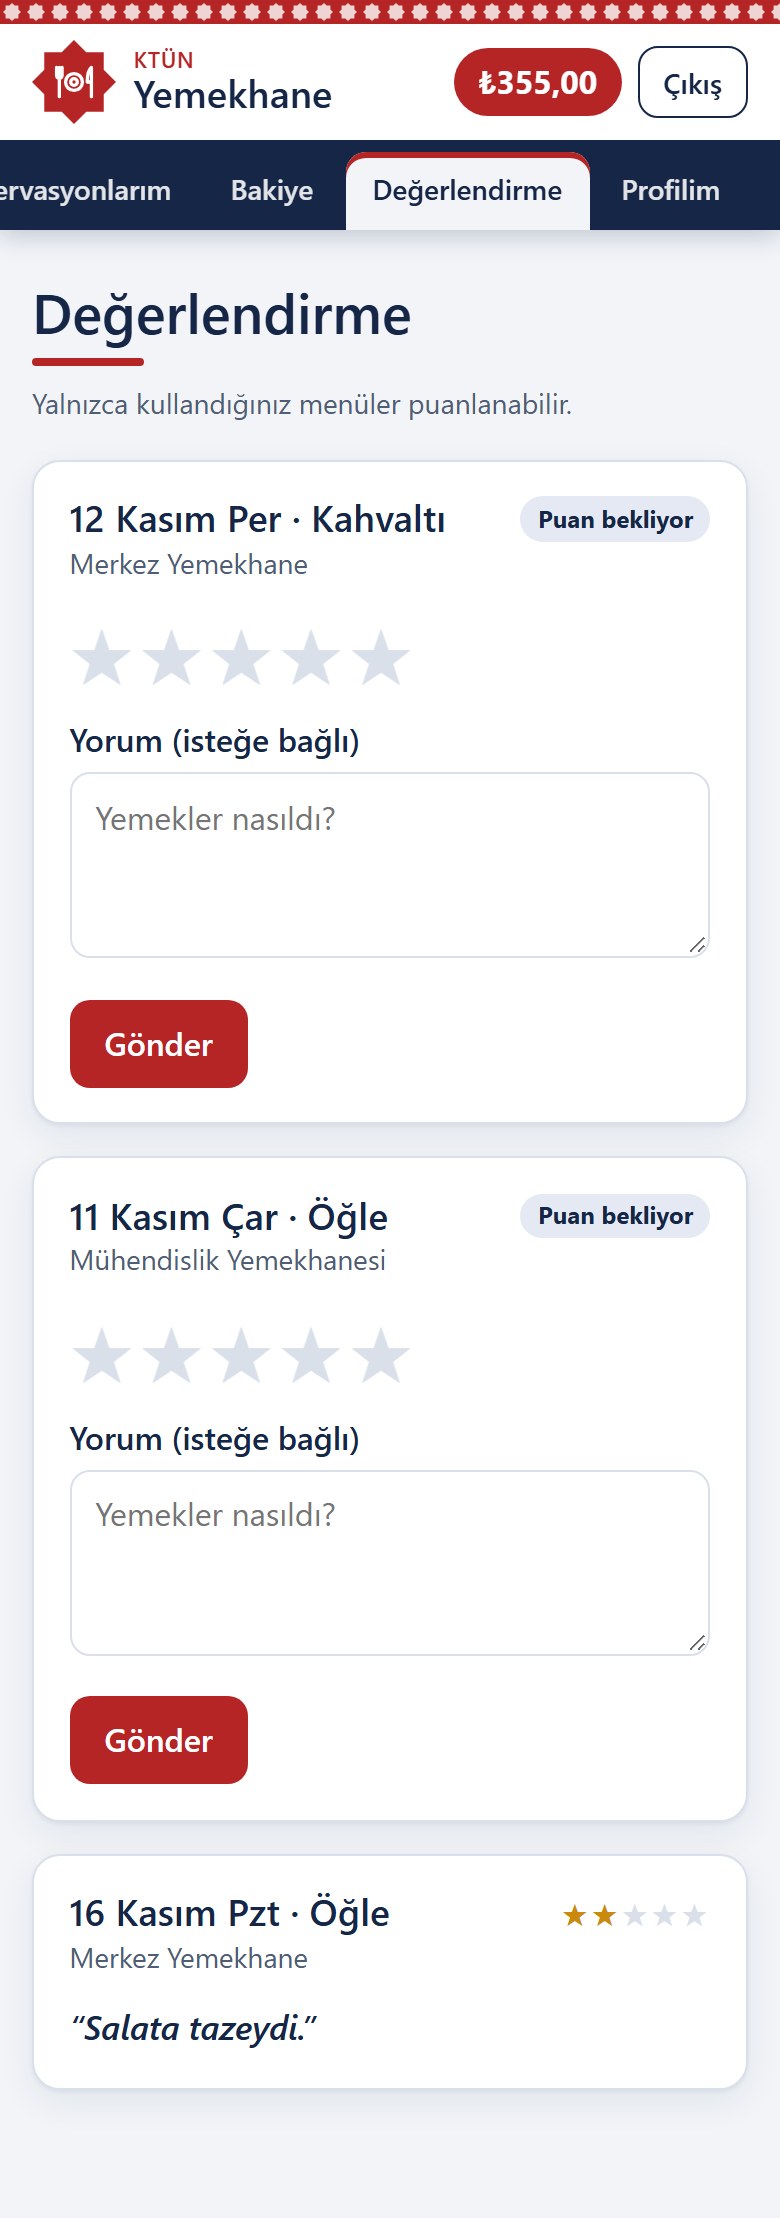 KTÜN
Yemekhane
₺355,00
Çıkış
ervasyonlarım
Bakiye
Değerlendirme
Profilim
Değerlendirme
Yalnızca kullandığınız menüler puanlanabilir.
12 Kasım Per · Kahvaltı
Puan bekliyor
Merkez Yemekhane
Yorum (isteğe bağlı)
Yemekler nasıldı?
Gönder
11 Kasım Çar · Öğle
Puan bekliyor
Mühendislik Yemekhanesi
Yorum (isteğe bağlı)
Yemekler nasıldı?
Gönder
16 Kasım Pzt · Öğle
Merkez Yemekhane
“Salata tazeydi.”